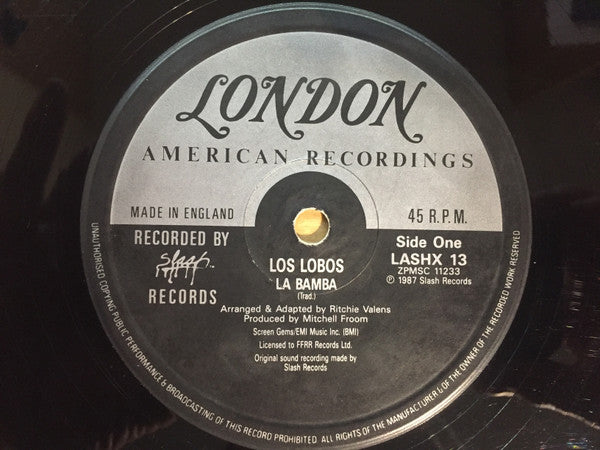 LONDON
AMERICAN RECORDINGS
MADE IN ENGLAND
45 R.P.M.
RECORDED BY
Slash
RECORDS
Side One
LASHX 13
ZPMSC 11233
℗ 1987 Slash Records
LOS LOBOS
LA BAMBA
(Trad.)
Arranged & Adapted by Ritchie Valens
Produced by Mitchell Froom
Screen Gems/EMI Music Inc. (BMI)
Licensed to FFRR Records Ltd.
Original sound recording made by
Slash Records
UNAUTHORISED COPYING PUBLIC PERFORMANCE & BROADCASTING OF THIS RECORD PROHIBITED. ALL RIGHTS OF THE MANUFACTURER & OF THE OWNER OF THE RECORDED WORK RESERVED